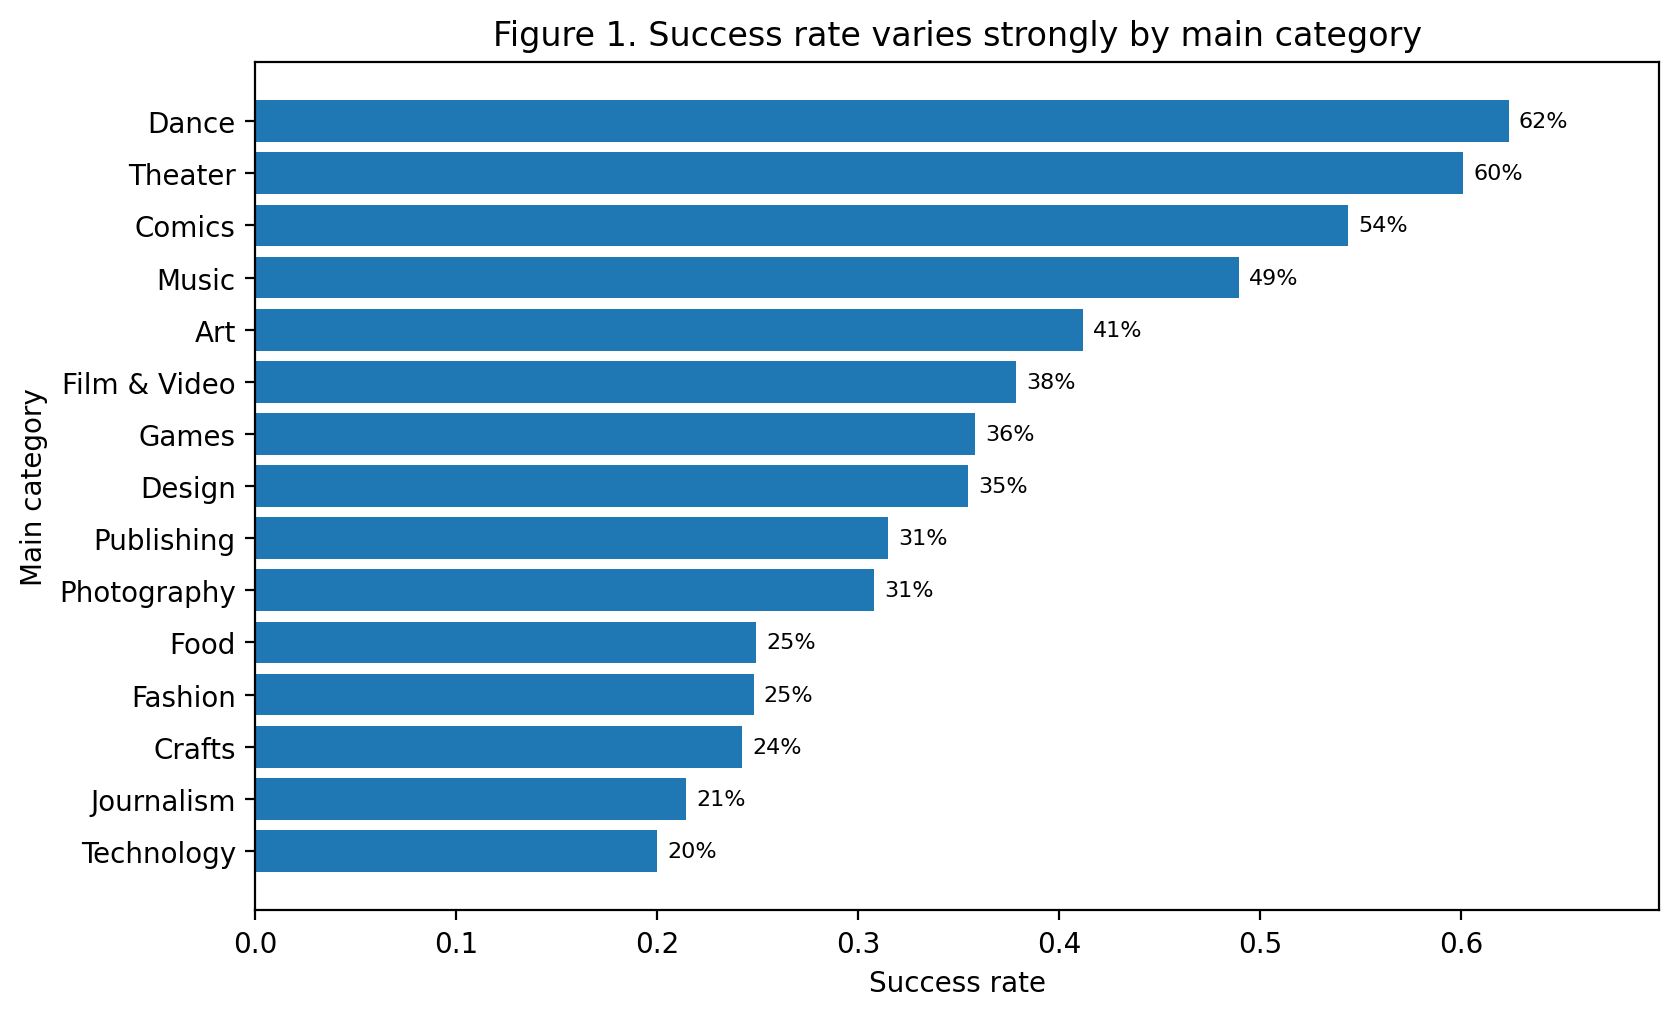 Figure 1. Success rate varies strongly by main category
Main category
Dance 62%
Theater 60%
Comics 54%
Music 49%
Art 41%
Film & Video 38%
Games 36%
Design 35%
Publishing 31%
Photography 31%
Food 25%
Fashion 25%
Crafts 24%
Journalism 21%
Technology 20%
0.0 0.1 0.2 0.3 0.4 0.5 0.6
Success rate